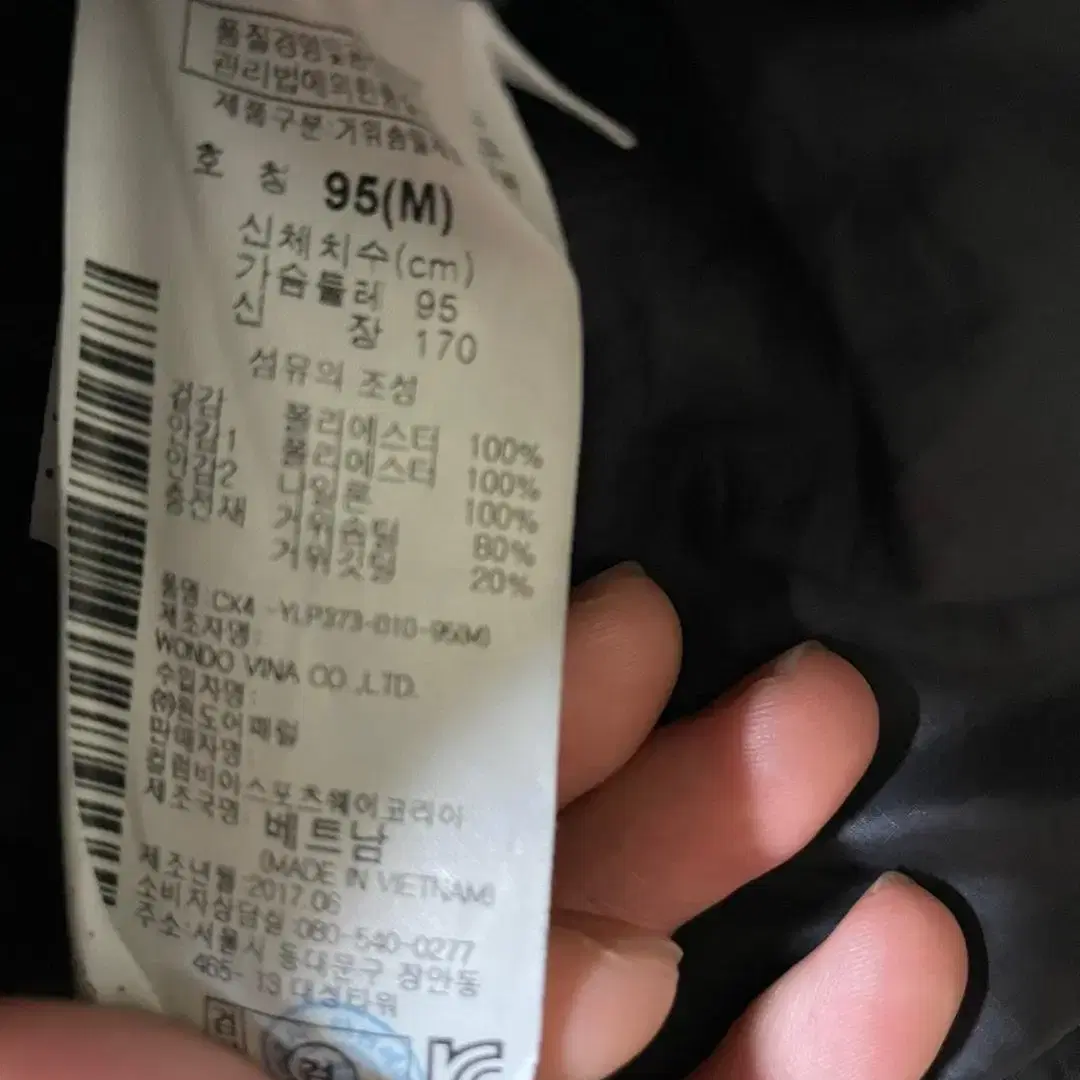 품질경영및
관리법에의한
제품구분:거위솜털
호 칭 95(M)
신체치수(cm)
가슴둘레 95
신 장 170
섬유의 조성
겉감 폴리에스터 100%
안감1 폴리에스터 100%
안감2 나일론 100%
충전재 거위솜털 80%
거위깃털 20%
품명:CX4 -YLP373-010-95(M)
제조자명:
WONDO VINA CO.,LTD.
수입자명:
(주)원도어패럴
판매자명:
컬럼비아스포츠웨어코리아
제조국명: 베트남
(MADE IN VIETNAM)
제조년월:2017.06
소비자상담실:080-540-0277
주소:서울시 동대문구 장안동
465-13 대성타워
검